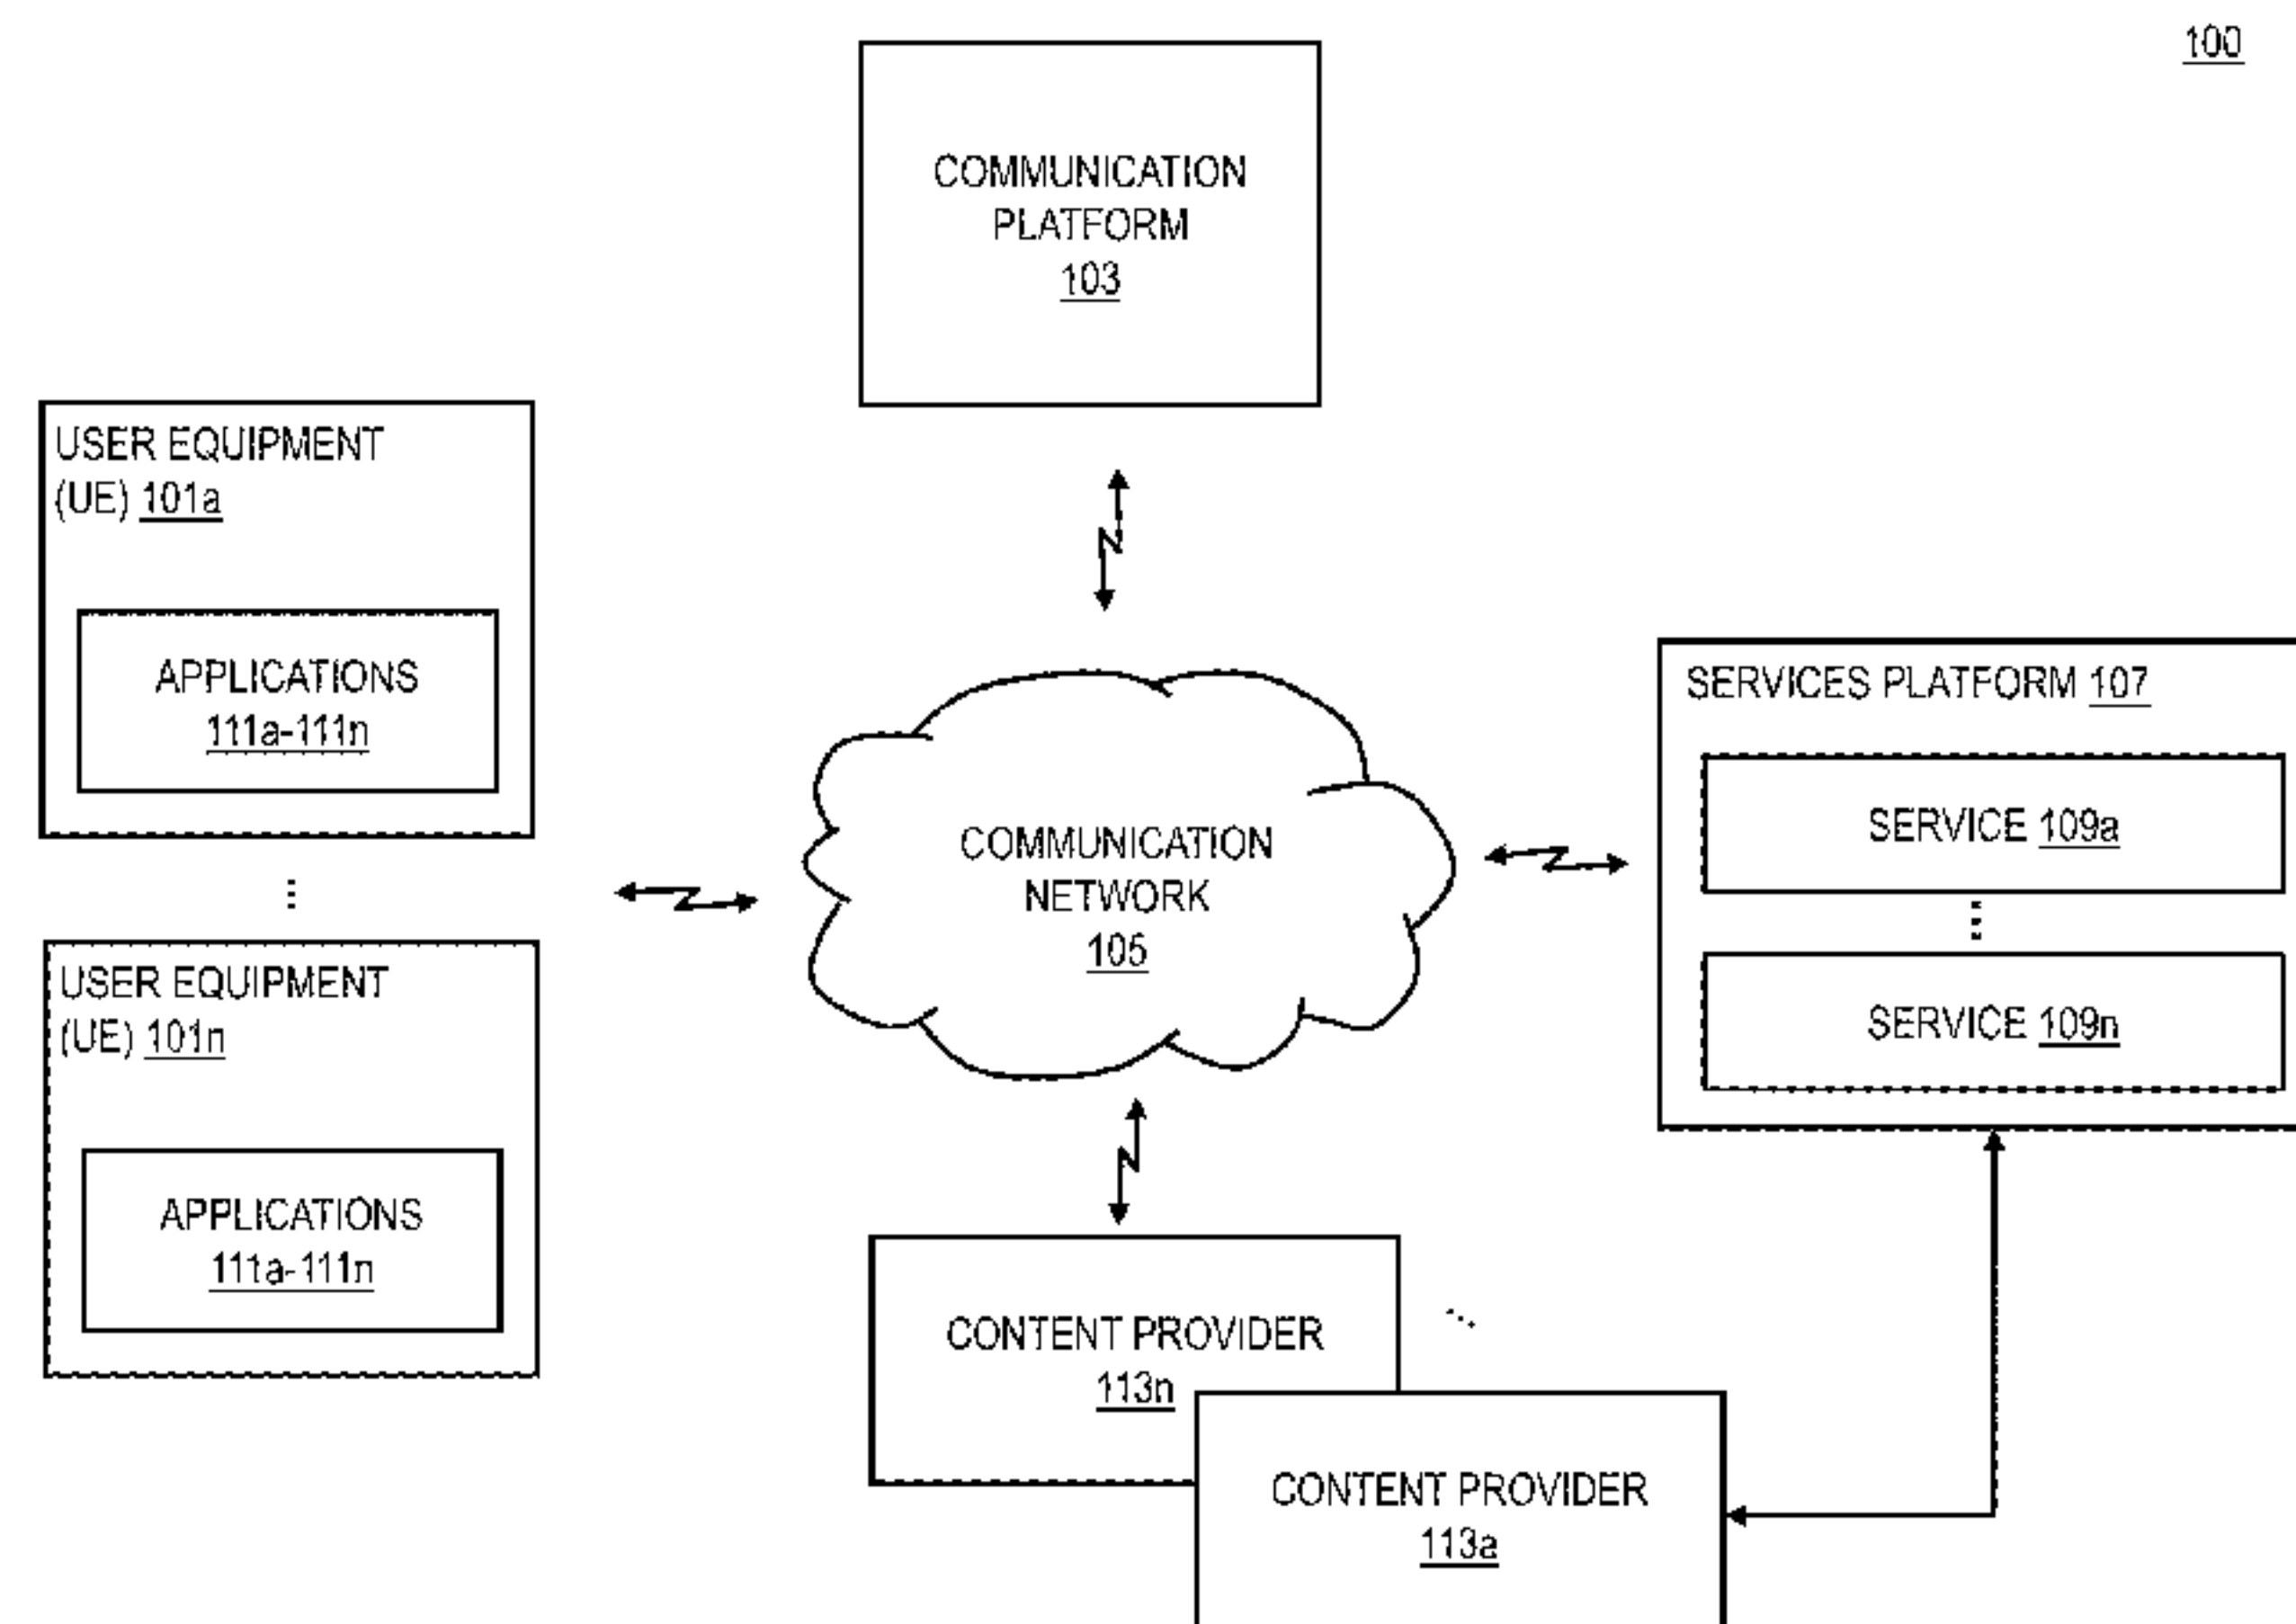 100
COMMUNICATION
PLATFORM
103
USER EQUIPMENT
(UE) 101a
APPLICATIONS
111a-111n
USER EQUIPMENT
(UE) 101n
APPLICATIONS
111a-111n
COMMUNICATION
NETWORK
105
SERVICES PLATFORM 107
SERVICE 109a
SERVICE 109n
CONTENT PROVIDER
113n
CONTENT PROVIDER
113a